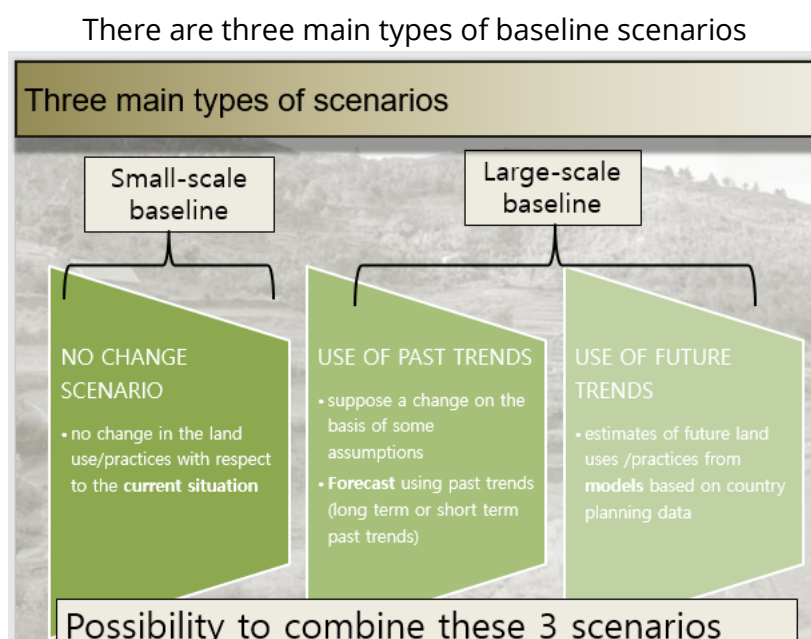 There are three main types of baseline scenarios
Three main types of scenarios
Small-scale
baseline
Large-scale
baseline
NO CHANGE
SCENARIO
• no change in the land
use/practices with respect
to the current situation
USE OF PAST TRENDS
• suppose a change on the
basis of some
assumptions
• Forecast using past trends
(long term or short term
past trends)
USE OF FUTURE
TRENDS
• estimates of future land
uses /practices from
models based on country
planning data
Possibility to combine these 3 scenarios